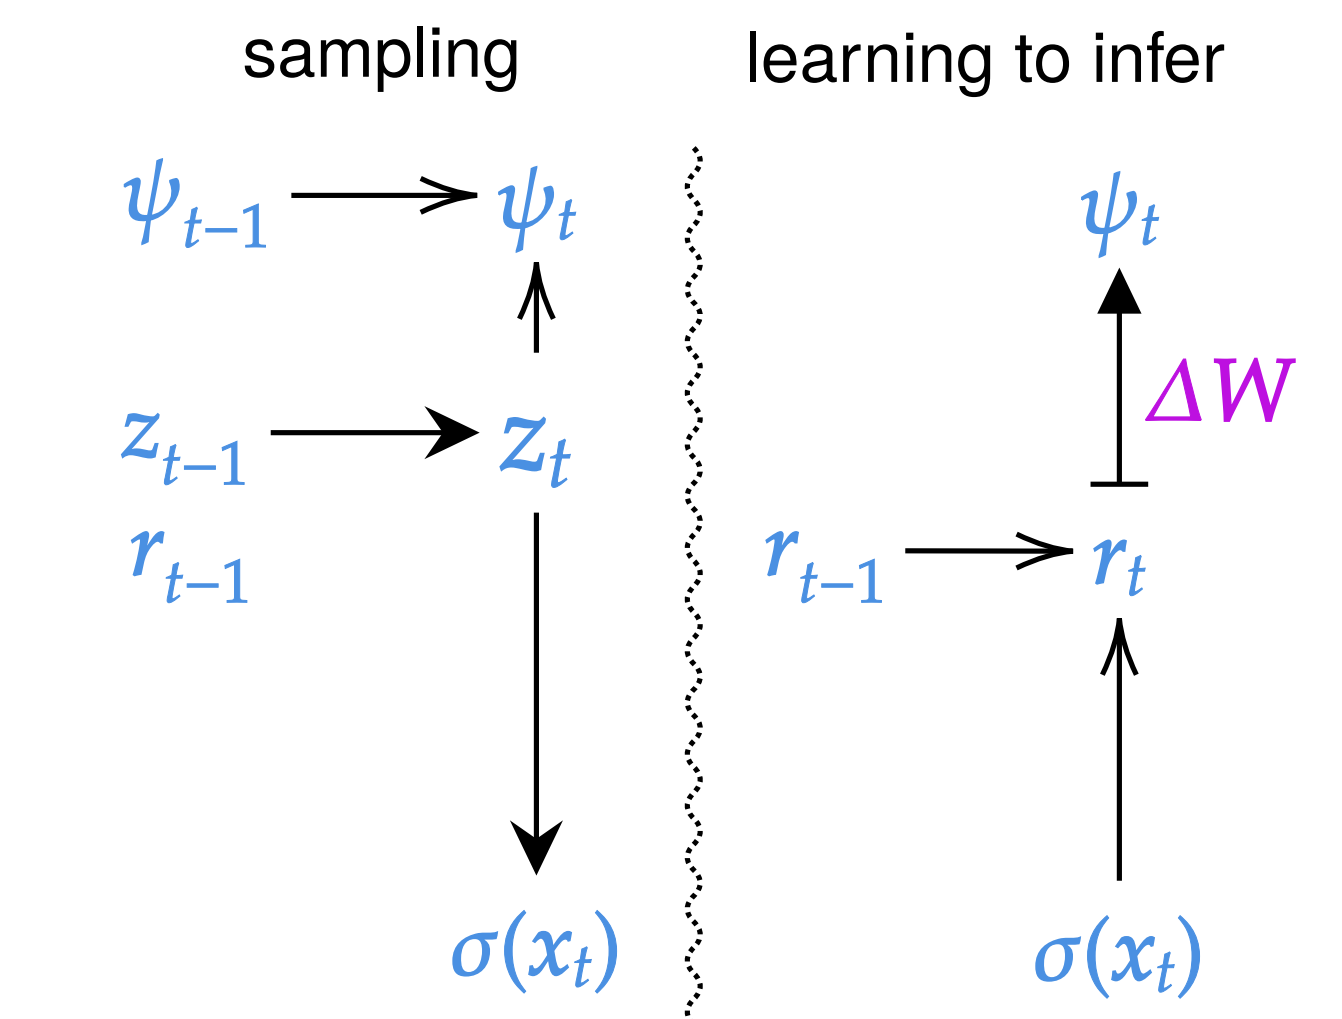 sampling
ψt−1 ψt
zt−1 zt
rt−1
σ(xt)
learning to infer
ψt
ΔW
rt−1 rt
σ(xt)